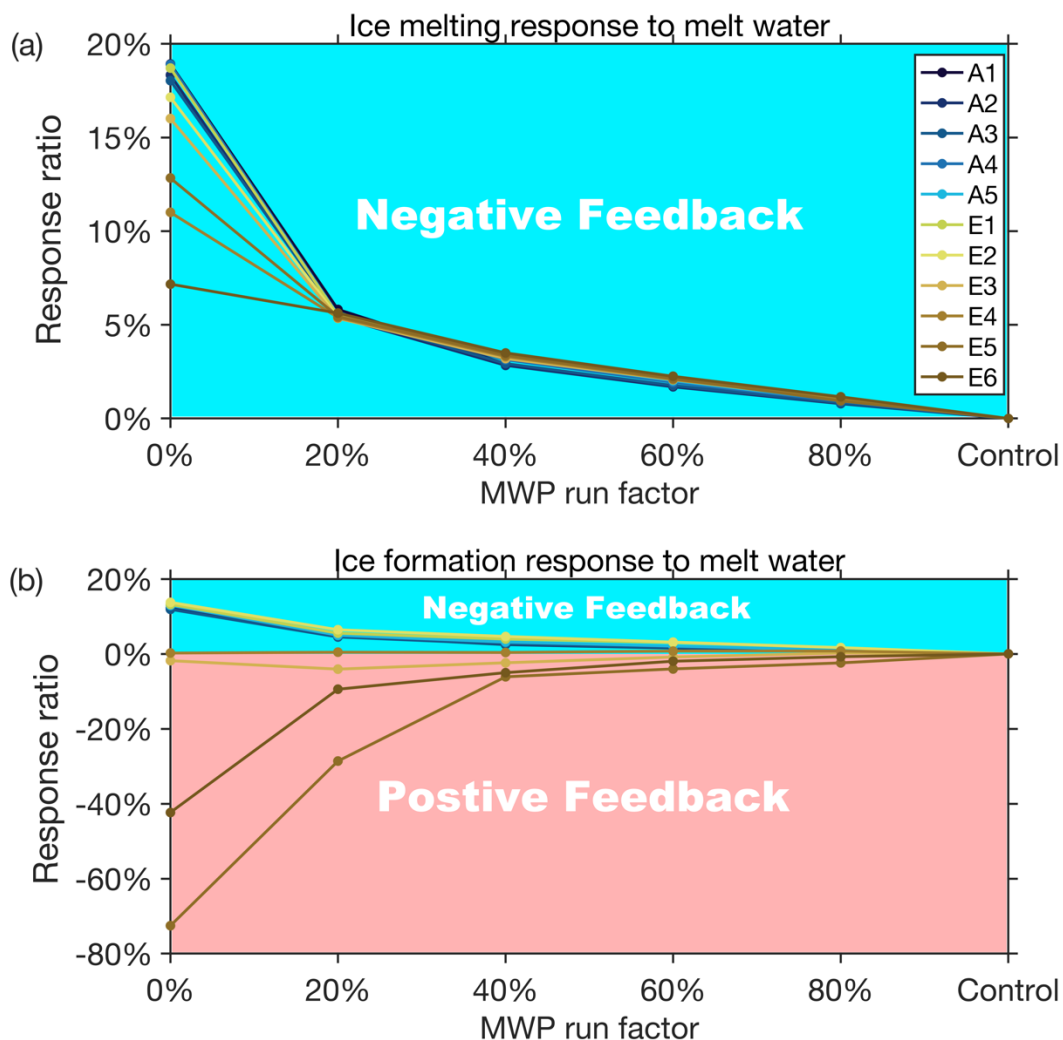 (a)
Ice melting response to melt water
20%
15%
10%
5%
0%
Response ratio
Negative Feedback
A1
A2
A3
A4
A5
E1
E2
E3
E4
E5
E6
0% 20% 40% 60% 80% Control
MWP run factor
(b)
Ice formation response to melt water
20%
0%
-20%
-40%
-60%
-80%
Response ratio
Negative Feedback
Postive Feedback
0% 20% 40% 60% 80% Control
MWP run factor